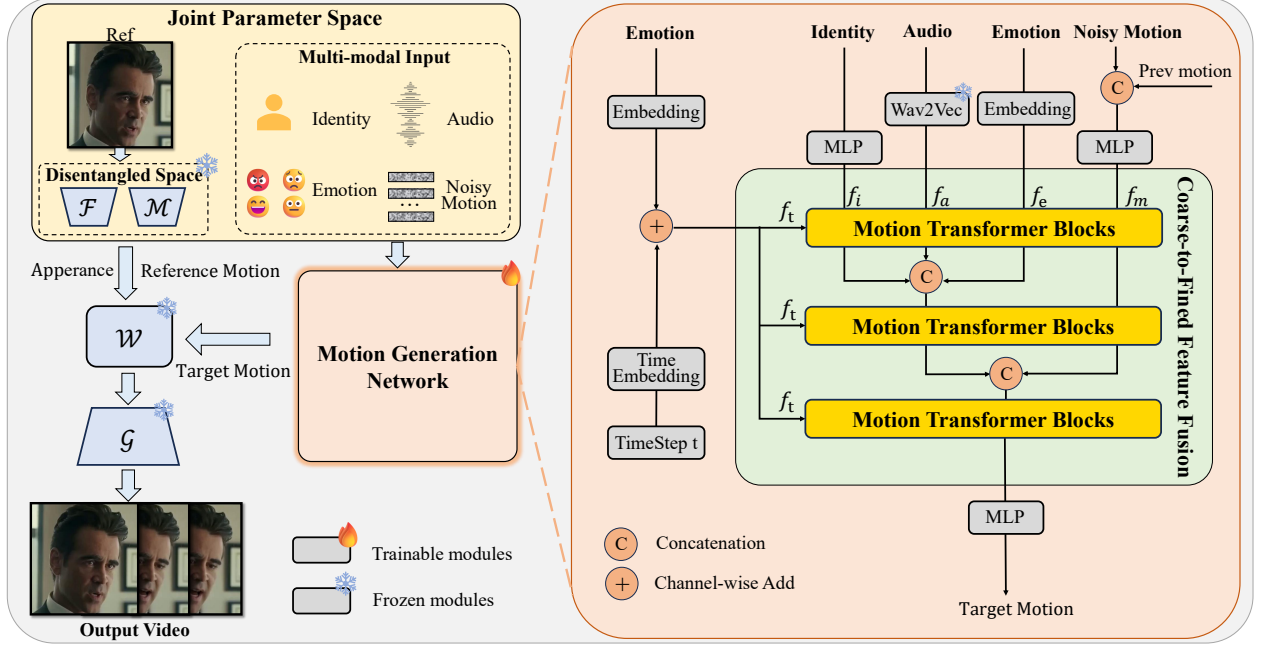 Joint Parameter Space
Ref
Disentangled Space
ℱ
ℳ
Multi-modal Input
Identity
Audio
Emotion
Noisy
Motion
...
Apperance
Reference Motion
𝒲
Target Motion
𝒢
Output Video
Motion Generation
Network
Trainable modules
Frozen modules
Emotion
Identity
Audio
Emotion
Noisy Motion
Prev motion
C
Embedding
Wav2Vec
Embedding
MLP
MLP
+
f_t
f_i
f_a
f_e
f_m
Motion Transformer Blocks
C
f_t
Motion Transformer Blocks
C
f_t
Motion Transformer Blocks
Coarse-to-Fined Feature Fusion
Time
Embedding
TimeStep t
MLP
Target Motion
C
Concatenation
+
Channel-wise Add